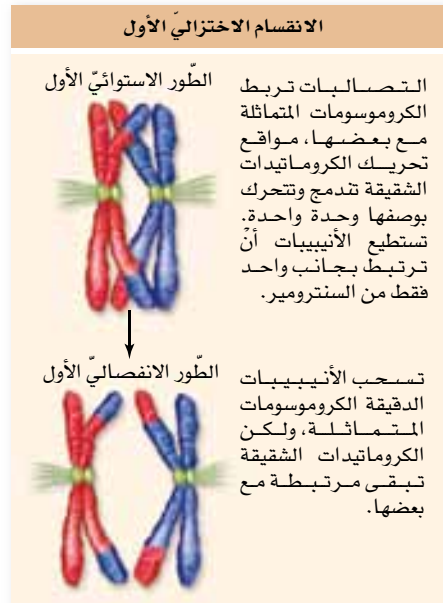 الانقسام الاختزاليّ الأول
الطّور الاستوائيّ الأول
التصالبات تربط
الكروموسومات المتماثلة
مع بعضها، مواقع
تحريك الكروماتيدات
الشقيقة تندمج وتتحرك
بوصفها وحدة واحدة.
تستطيع الأنيبيبات أنْ
ترتبط بجانب واحد
فقط من السنترومير.
الطّور الانفصاليّ الأول
تسحب الأنيبيبات
الدقيقة الكروموسومات
المتماثلة، ولكن
الكروماتيدات الشقيقة
تبقى مرتبطة مع
بعضها.